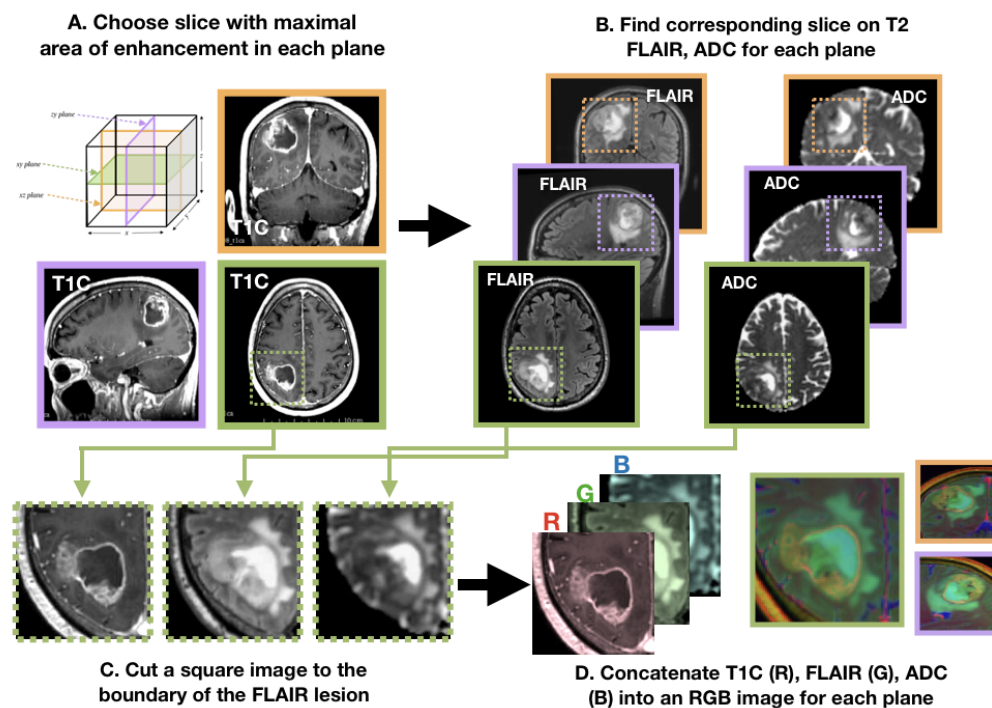 A. Choose slice with maximal
area of enhancement in each plane
B. Find corresponding slice on T2
FLAIR, ADC for each plane
zy plane
xy plane
xz plane
x
y
z
T1C
T1C
T1C
FLAIR
ADC
FLAIR
ADC
FLAIR
ADC
R
G
B
C. Cut a square image to the
boundary of the FLAIR lesion
D. Concatenate T1C (R), FLAIR (G), ADC
(B) into an RGB image for each plane